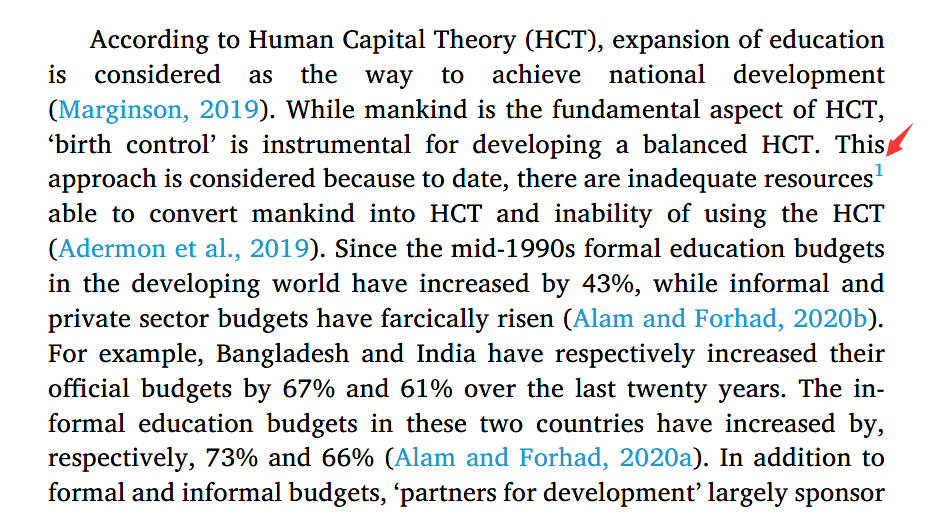 According to Human Capital Theory (HCT), expansion of education
is considered as the way to achieve national development
(Marginson, 2019). While mankind is the fundamental aspect of HCT,
‘birth control’ is instrumental for developing a balanced HCT. This
approach is considered because to date, there are inadequate resources1
able to convert mankind into HCT and inability of using the HCT
(Adermon et al., 2019). Since the mid-1990s formal education budgets
in the developing world have increased by 43%, while informal and
private sector budgets have farcically risen (Alam and Forhad, 2020b).
For example, Bangladesh and India have respectively increased their
official budgets by 67% and 61% over the last twenty years. The in-
formal education budgets in these two countries have increased by,
respectively, 73% and 66% (Alam and Forhad, 2020a). In addition to
formal and informal budgets, ‘partners for development’ largely sponsor